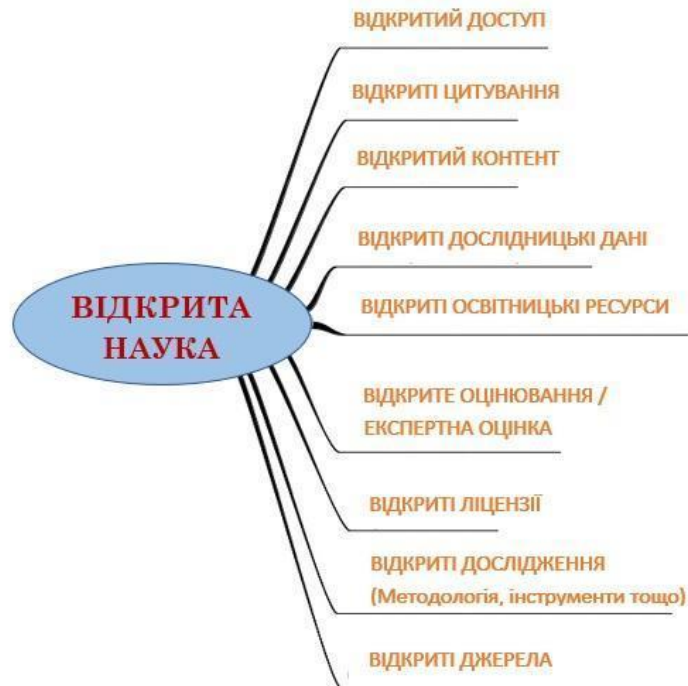 ВІДКРИТИЙ ДОСТУП
ВІДКРИТІ ЦИТУВАННЯ
ВІДКРИТИЙ КОНТЕНТ
ВІДКРИТІ ДОСЛІДНИЦЬКІ ДАНІ
ВІДКРИТА
НАУКА
ВІДКРИТІ ОСВІТНИЦЬКІ РЕСУРСИ
ВІДКРИТЕ ОЦІНЮВАННЯ /
ЕКСПЕРТНА ОЦІНКА
ВІДКРИТІ ЛІЦЕНЗІЇ
ВІДКРИТІ ДОСЛІДЖЕННЯ
(Методологія, інструменти тощо)
ВІДКРИТІ ДЖЕРЕЛА